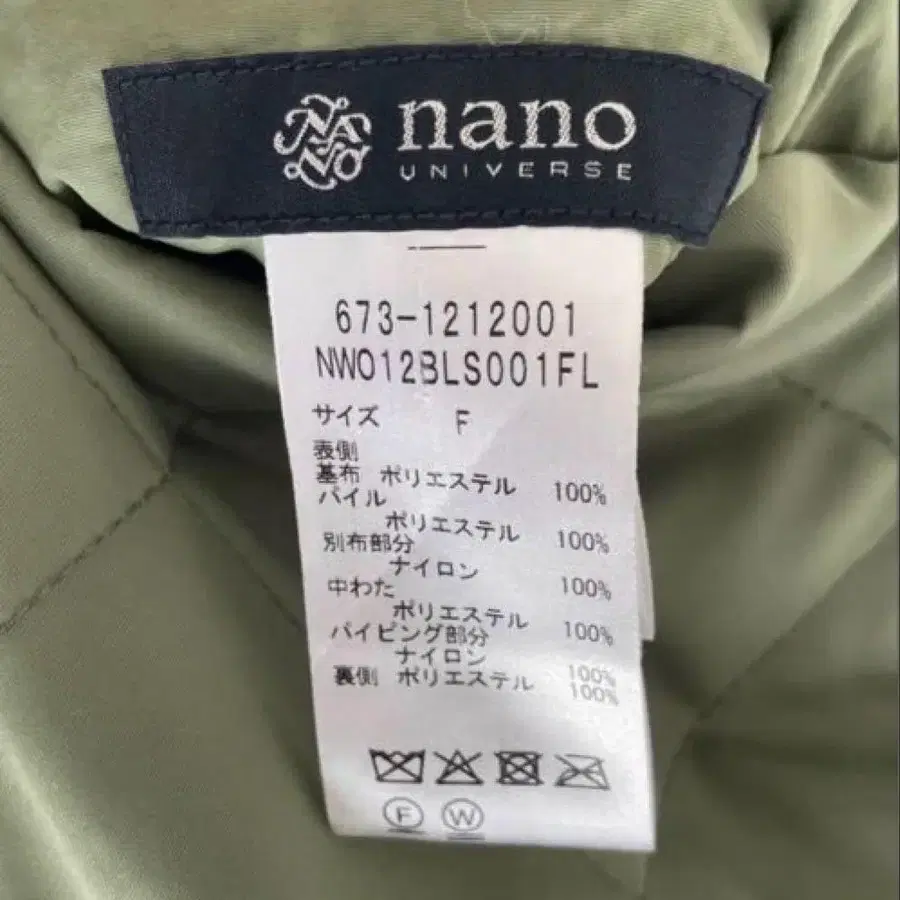 nano
UNIVERSE
673-1212001
NW012BLS001FL
サイズ F
表側
基布 ポリエステル 100%
パイル
ポリエステル 100%
別布部分
ナイロン 100%
中わた
ポリエステル 100%
パイピング部分
ナイロン 100%
裏側 ポリエステル 100%
F W